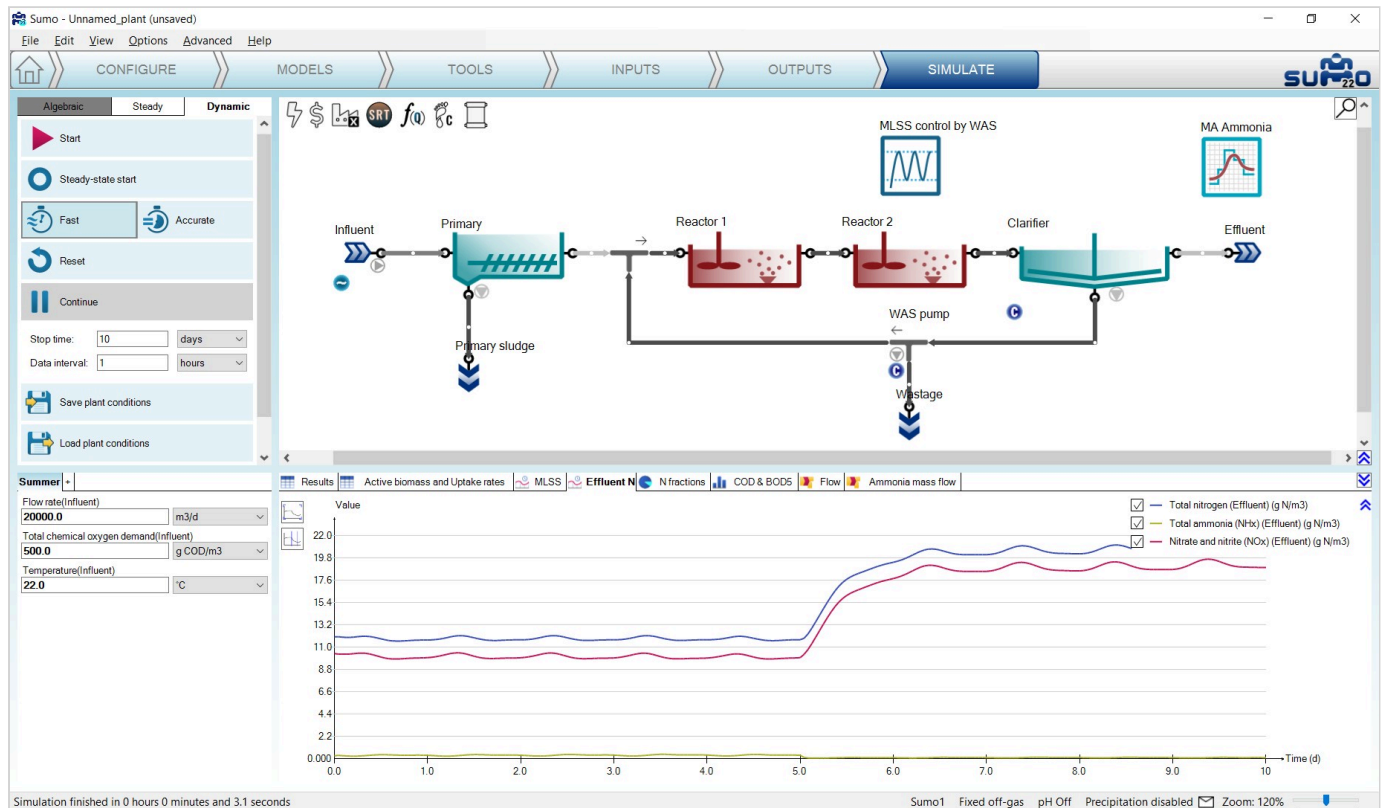 Sumo - Unnamed_plant (unsaved)
File Edit View Options Advanced Help
CONFIGURE MODELS TOOLS INPUTS OUTPUTS SIMULATE
SUMO 22
Algebraic Steady Dynamic
Start
Steady-state start
Fast Accurate
Reset
Continue
Stop time: 10 days
Data interval: 1 hours
Save plant conditions
Load plant conditions
$ SRT f(Q) c
MLSS control by WAS
MA Ammonia
Influent
Primary
Reactor 1
Reactor 2
Clarifier
Effluent
WAS pump
C
C
Primary sludge
Wastage
Summer +
Flow rate(Influent)
20000.0 m3/d
Total chemical oxygen demand(Influent)
500.0 g COD/m3
Temperature(Influent)
22.0 °C
Results Active biomass and Uptake rates MLSS Effluent N N fractions COD & BOD5 Flow Ammonia mass flow
Value
Total nitrogen (Effluent) (g N/m3)
Total ammonia (NHx) (Effluent) (g N/m3)
Nitrate and nitrite (NOx) (Effluent) (g N/m3)
22.0
19.8
17.6
15.4
13.2
11.0
8.8
6.6
4.4
2.2
0.000
0.0 1.0 2.0 3.0 4.0 5.0 6.0 7.0 8.0 9.0 10
Time (d)
Simulation finished in 0 hours 0 minutes and 3.1 seconds
Sumo1 Fixed off-gas pH Off Precipitation disabled Zoom: 120%